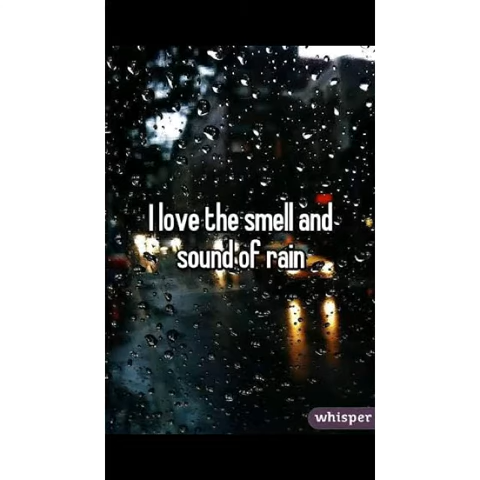 I love the smell and
sound of rain
whisper